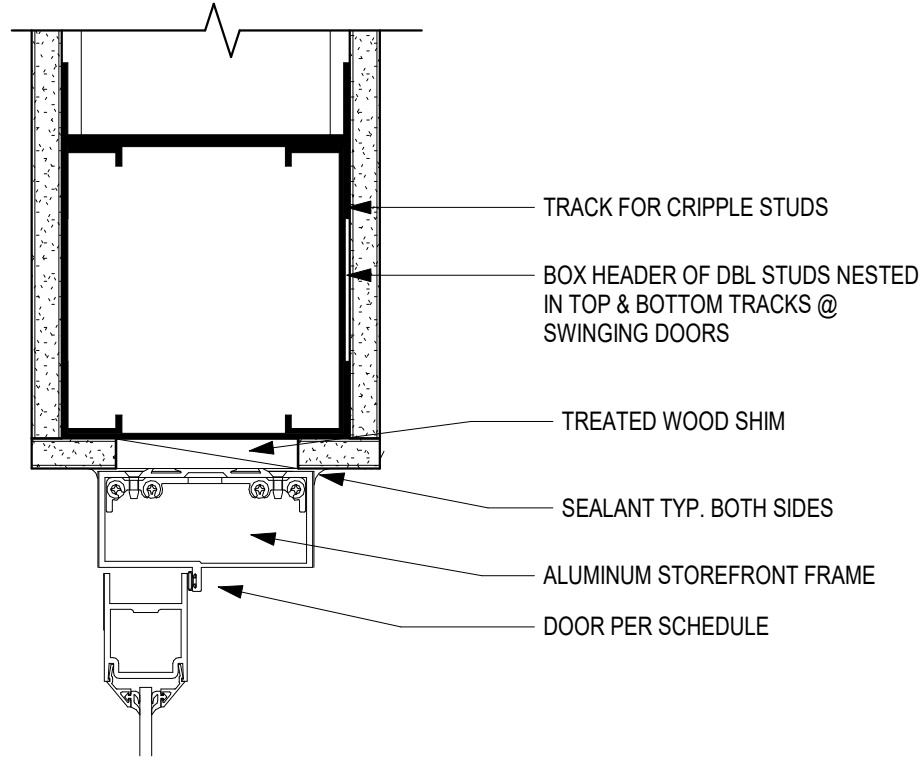 TRACK FOR CRIPPLE STUDS
BOX HEADER OF DBL STUDS NESTED
IN TOP & BOTTOM TRACKS @
SWINGING DOORS
TREATED WOOD SHIM
SEALANT TYP. BOTH SIDES
ALUMINUM STOREFRONT FRAME
DOOR PER SCHEDULE